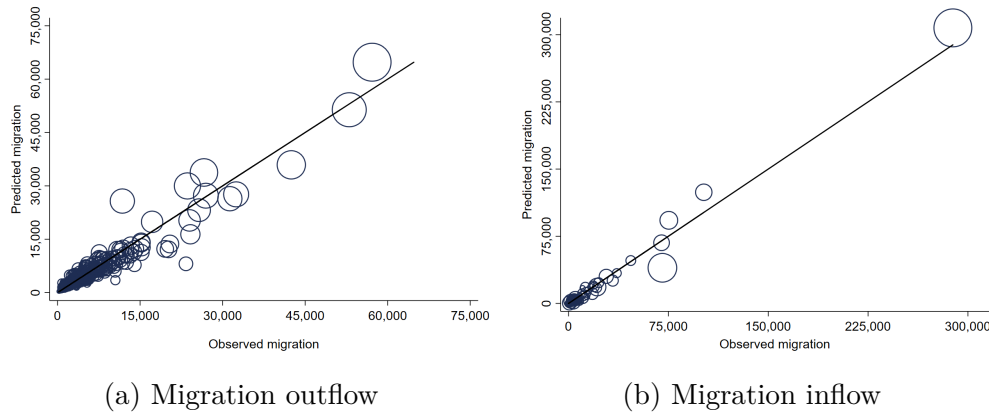 Predicted migration
75,000
60,000
45,000
30,000
15,000
0
0 15,000 30,000 45,000 60,000 75,000
Observed migration
(a) Migration outflow
Predicted migration
300,000
225,000
150,000
75,000
0
0 75,000 150,000 225,000 300,000
Observed migration
(b) Migration inflow